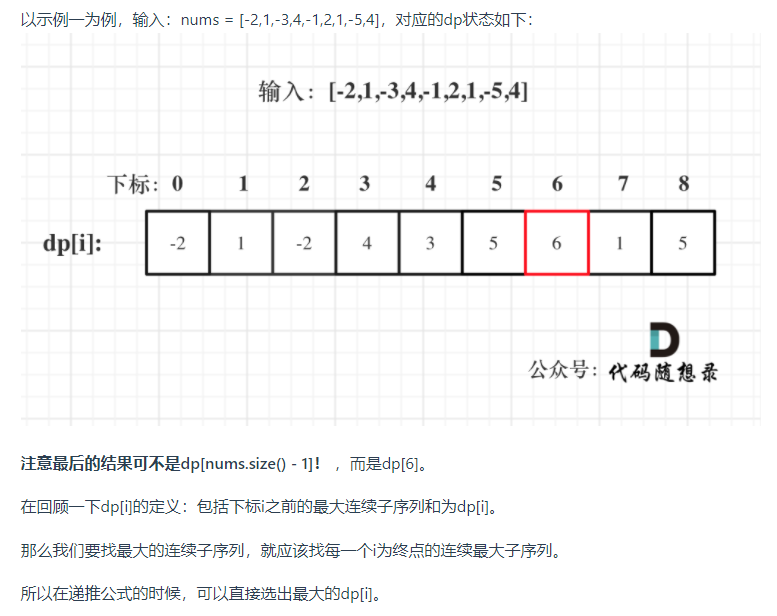 以示例一为例，输入：nums = [-2,1,-3,4,-1,2,1,-5,4]，对应的dp状态如下：
输入：[-2,1,-3,4,-1,2,1,-5,4]
下标: 0 1 2 3 4 5 6 7 8
dp[i]: -2 1 -2 4 3 5 6 1 5
公众号：代码随想录
注意最后的结果可不是dp[nums.size() - 1]！ ，而是dp[6]。
在回顾一下dp[i]的定义：包括下标i之前的最大连续子序列和为dp[i]。
那么我们要找最大的连续子序列，就应该找每一个i为终点的连续最大子序列。
所以在递推公式的时候，可以直接选出最大的dp[i]。